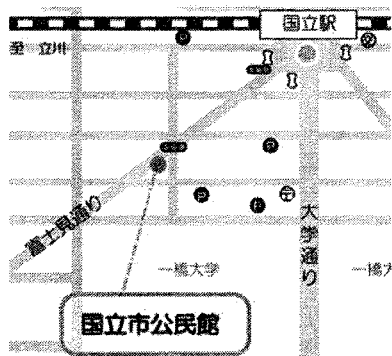 国立駅
至 立川
富士見通り
大学通り
一橋大学
一橋大
国立市公民館